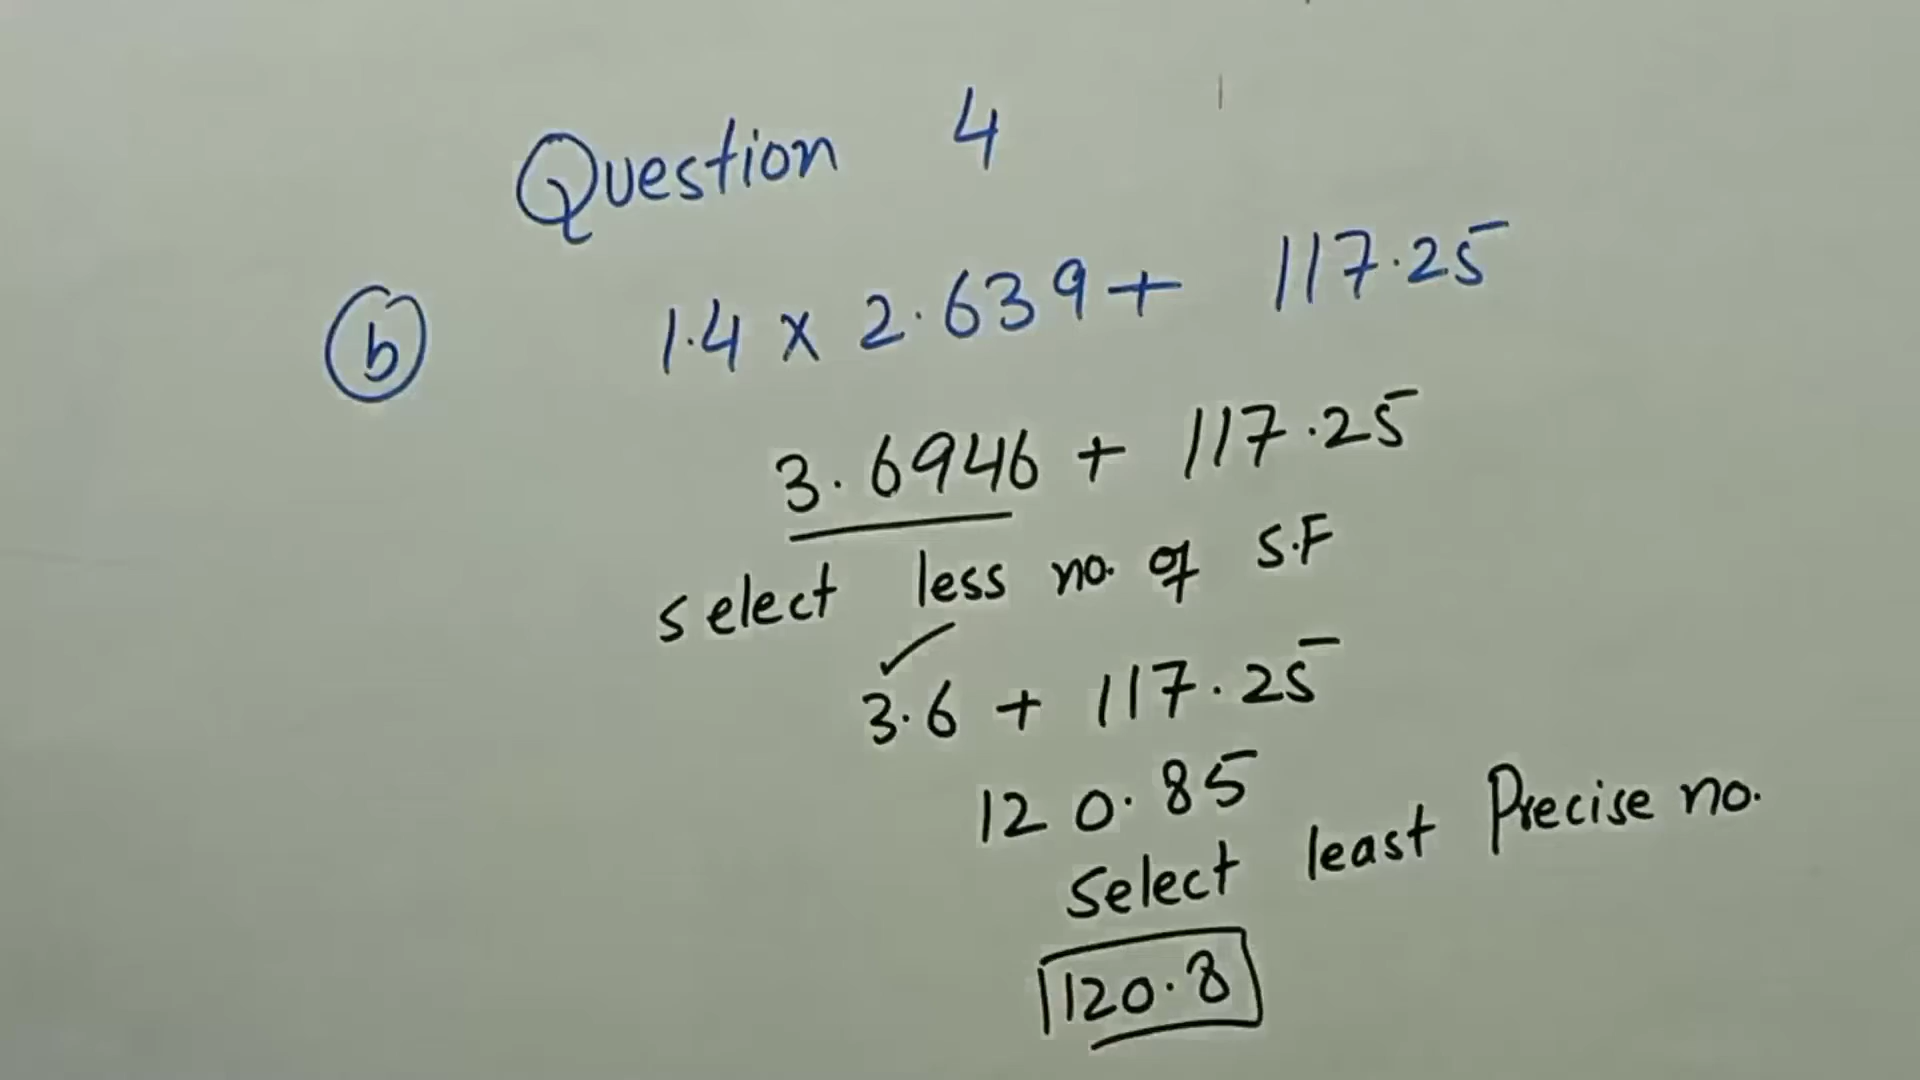 Question 4
b 1.4 x 2.639 + 117.25
3.6946 + 117.25
select less no. of S.F
3.6 + 117.25
120.85
Select least Precise no.
120.8